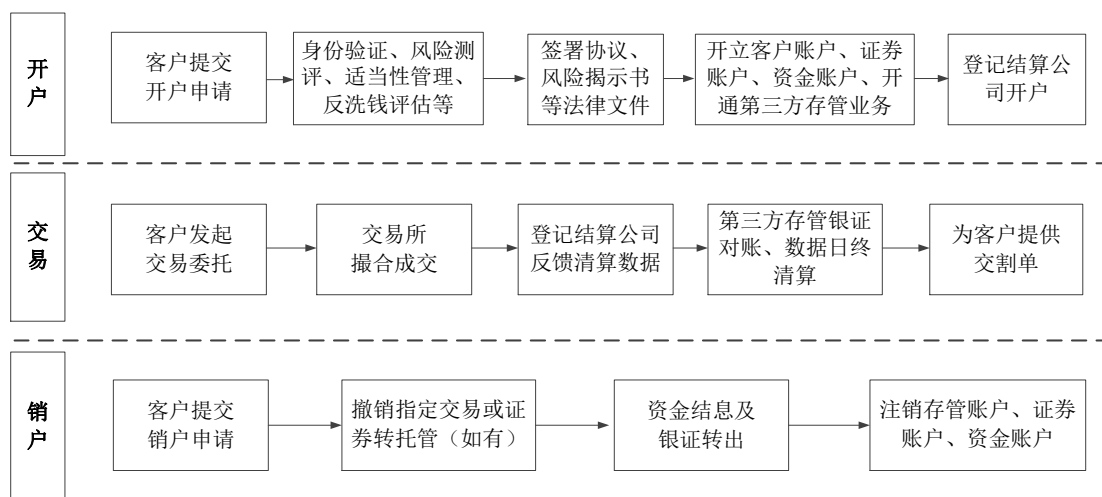 开
户
客户提交
开户申请
身份验证、风险测
评、适当性管理、
反洗钱评估等
签署协议、
风险揭示书
等法律文件
开立客户账户、证券
账户、资金账户、开
通第三方存管业务
登记结算公
司开户
交
易
客户发起
交易委托
交易所
撮合成交
登记结算公司
反馈清算数据
第三方存管银证
对账、数据日终
清算
为客户提供
交割单
销
户
客户提交
销户申请
撤销指定交易或证
券转托管（如有）
资金结息及
银证转出
注销存管账户、证券
账户、资金账户